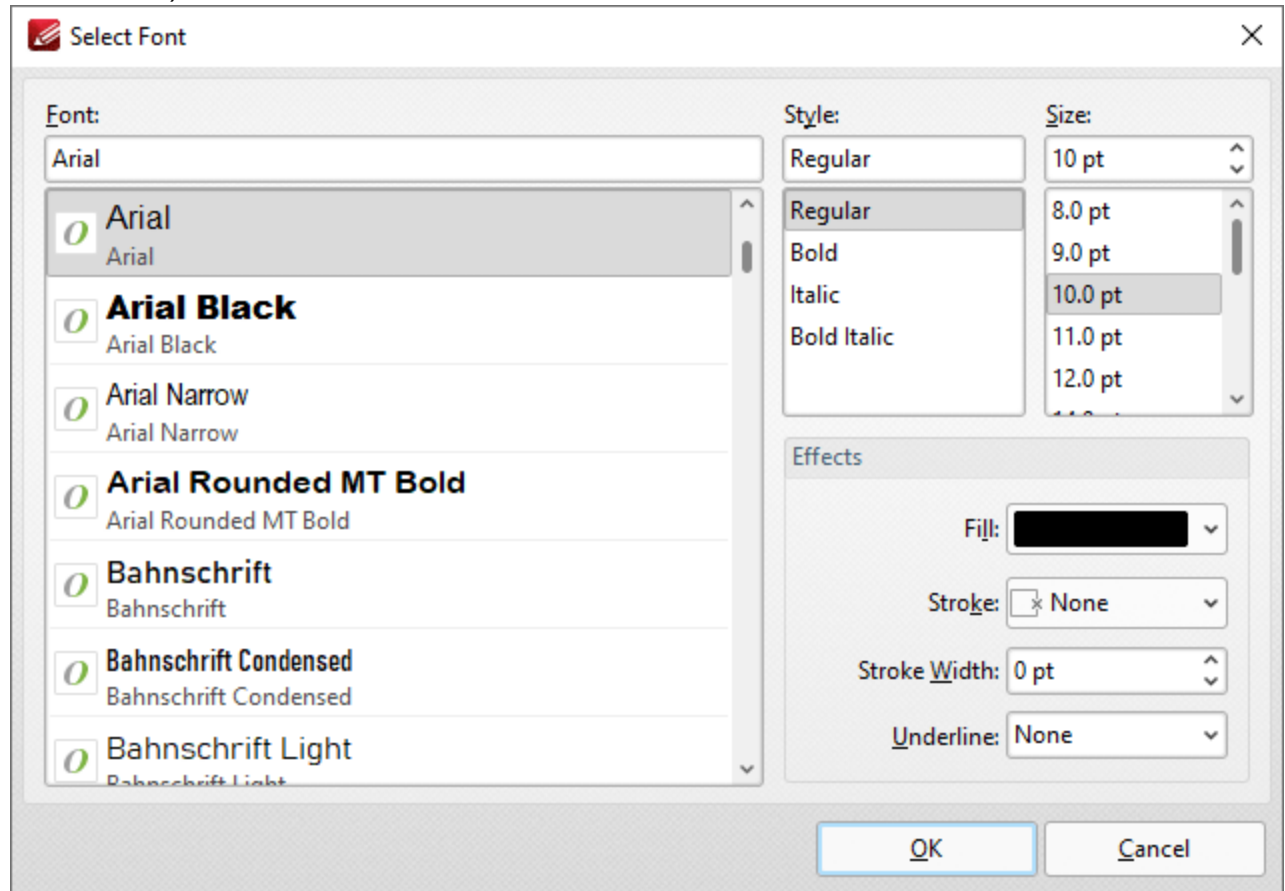 Select Font
Font:
Arial
Arial
Arial
Arial Black
Arial Black
Arial Narrow
Arial Narrow
Arial Rounded MT Bold
Arial Rounded MT Bold
Bahnschrift
Bahnschrift
Bahnschrift Condensed
Bahnschrift Condensed
Bahnschrift Light
Bahnschrift Light
Style:
Regular
Regular
Bold
Italic
Bold Italic
Size:
10 pt
8.0 pt
9.0 pt
10.0 pt
11.0 pt
12.0 pt
Effects
Fill:
Stroke: None
Stroke Width: 0 pt
Underline: None
OK
Cancel